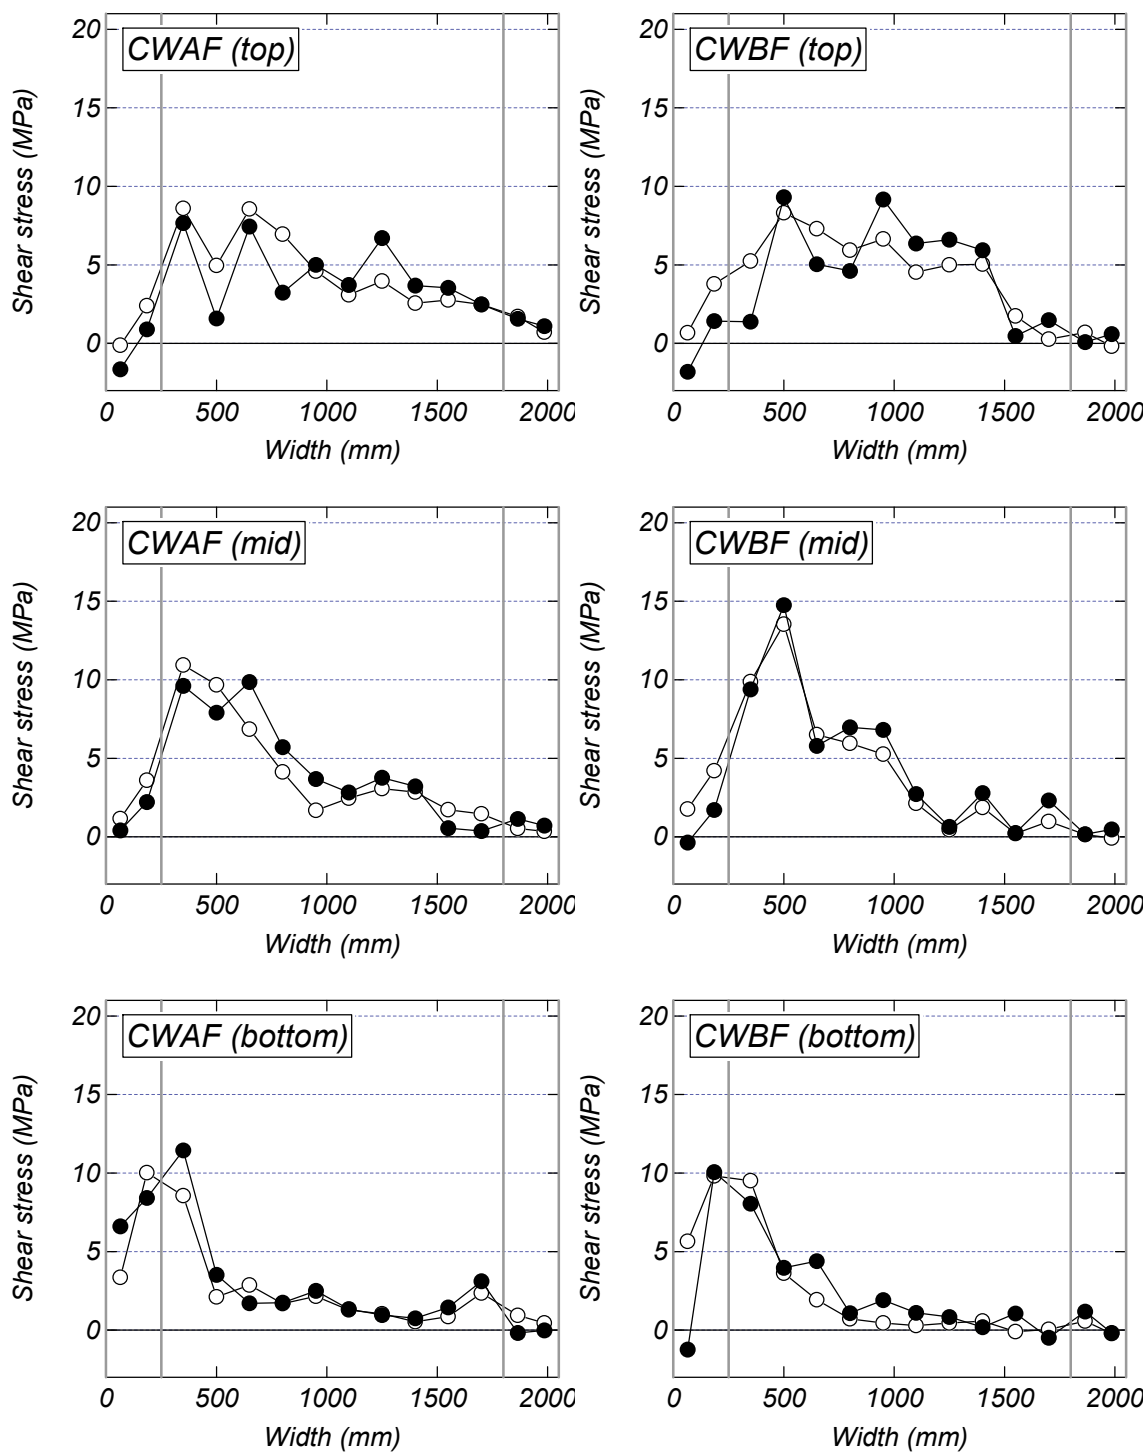 CWAF (top)
20
15
10
5
0
Shear stress (MPa)
0 500 1000 1500 2000
Width (mm)
CWBF (top)
20
15
10
5
0
Shear stress (MPa)
0 500 1000 1500 2000
Width (mm)
CWAF (mid)
20
15
10
5
0
Shear stress (MPa)
0 500 1000 1500 2000
Width (mm)
CWBF (mid)
20
15
10
5
0
Shear stress (MPa)
0 500 1000 1500 2000
Width (mm)
CWAF (bottom)
20
15
10
5
0
Shear stress (MPa)
0 500 1000 1500 2000
Width (mm)
CWBF (bottom)
20
15
10
5
0
Shear stress (MPa)
0 500 1000 1500 2000
Width (mm)